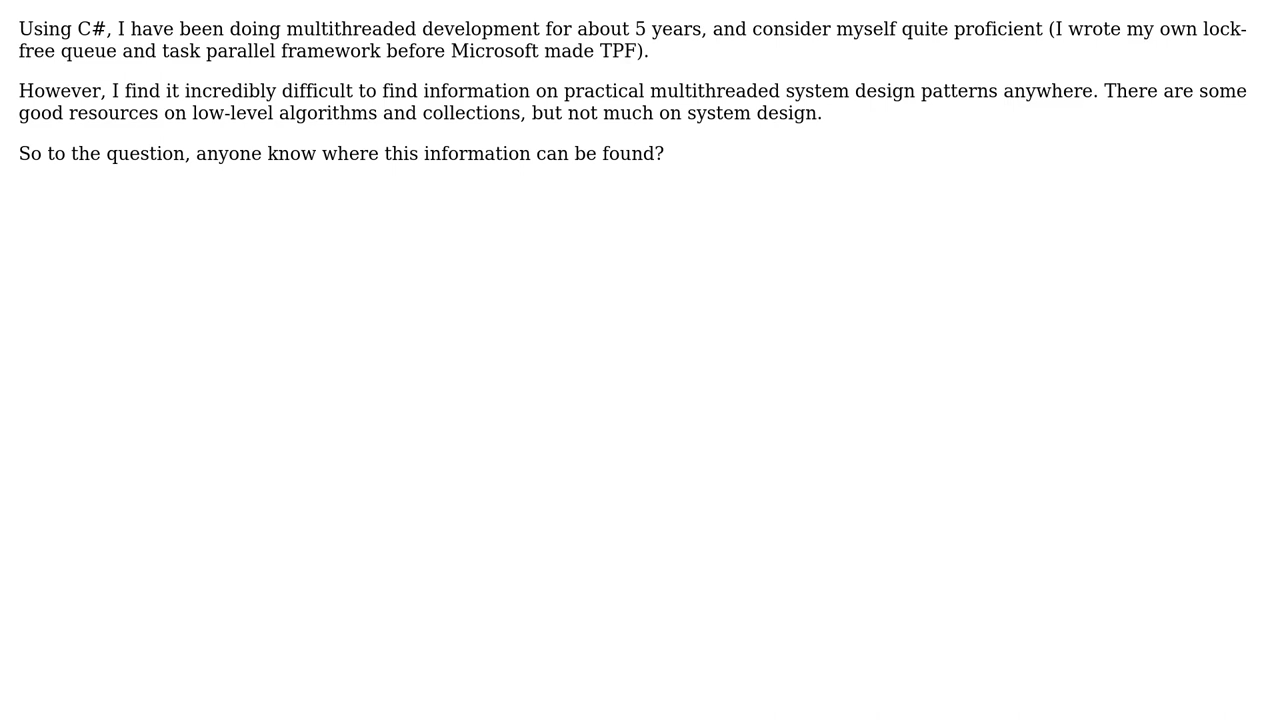 Using C#, I have been doing multithreaded development for about 5 years, and consider myself quite proficient (I wrote my own lock-
free queue and task parallel framework before Microsoft made TPF).
However, I find it incredibly difficult to find information on practical multithreaded system design patterns anywhere. There are some
good resources on low-level algorithms and collections, but not much on system design.
So to the question, anyone know where this information can be found?